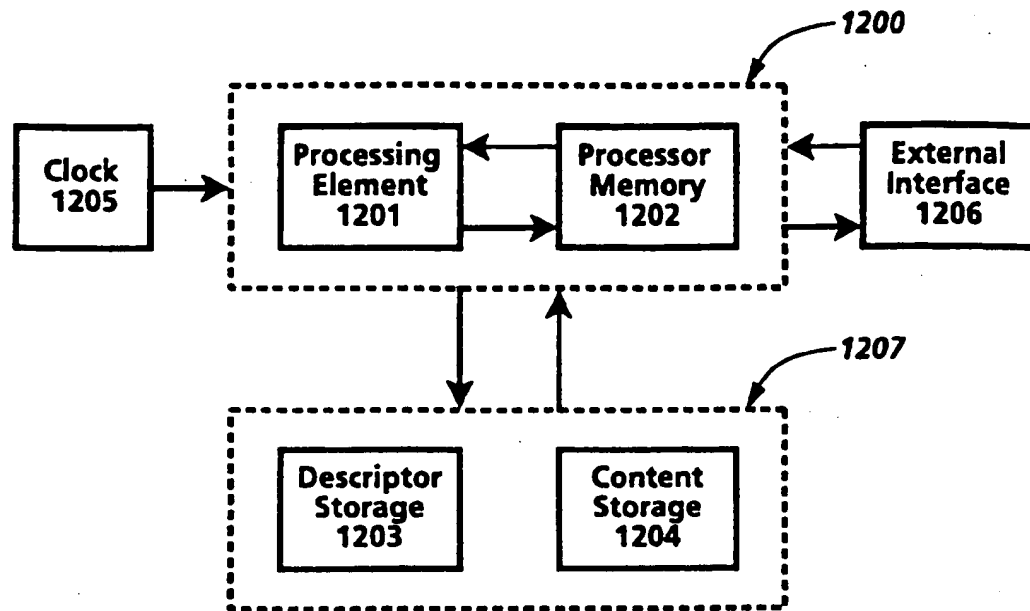 1200
Clock
1205
Processing
Element
1201
Processor
Memory
1202
External
Interface
1206
1207
Descriptor
Storage
1203
Content
Storage
1204